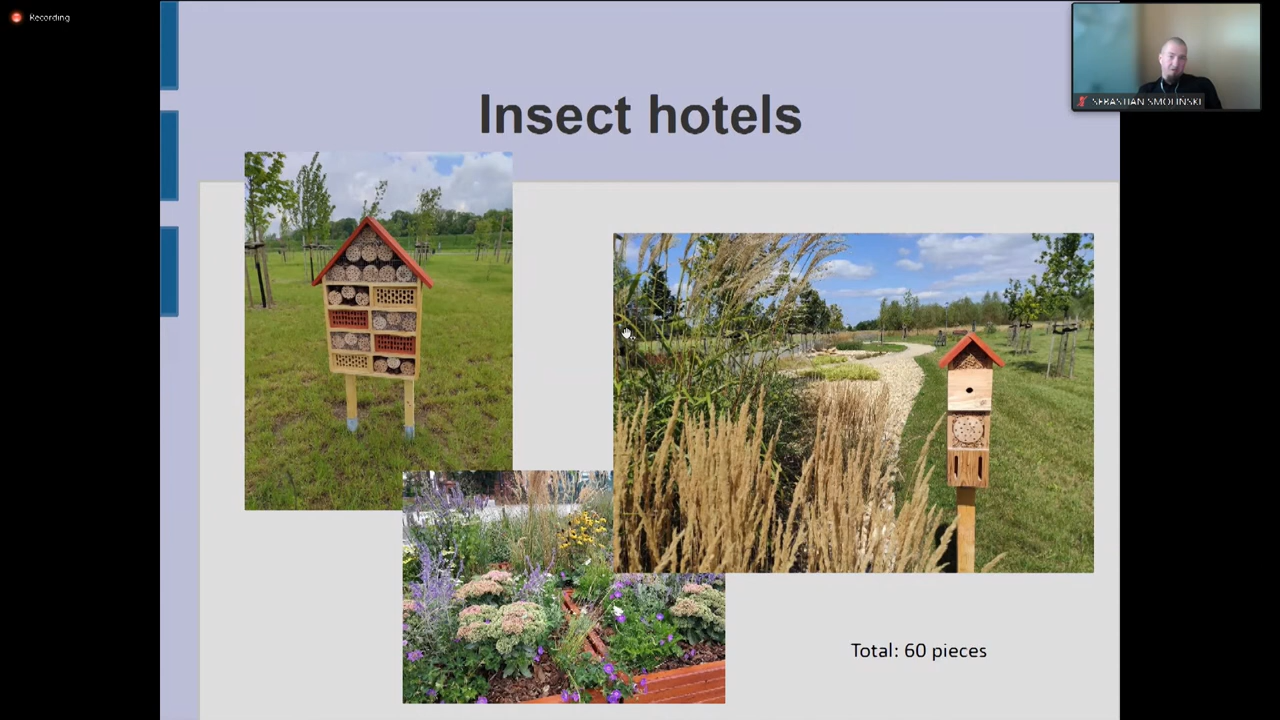 Recording
SEBASTIAN SMOLINSKI
Insect hotels
Total: 60 pieces